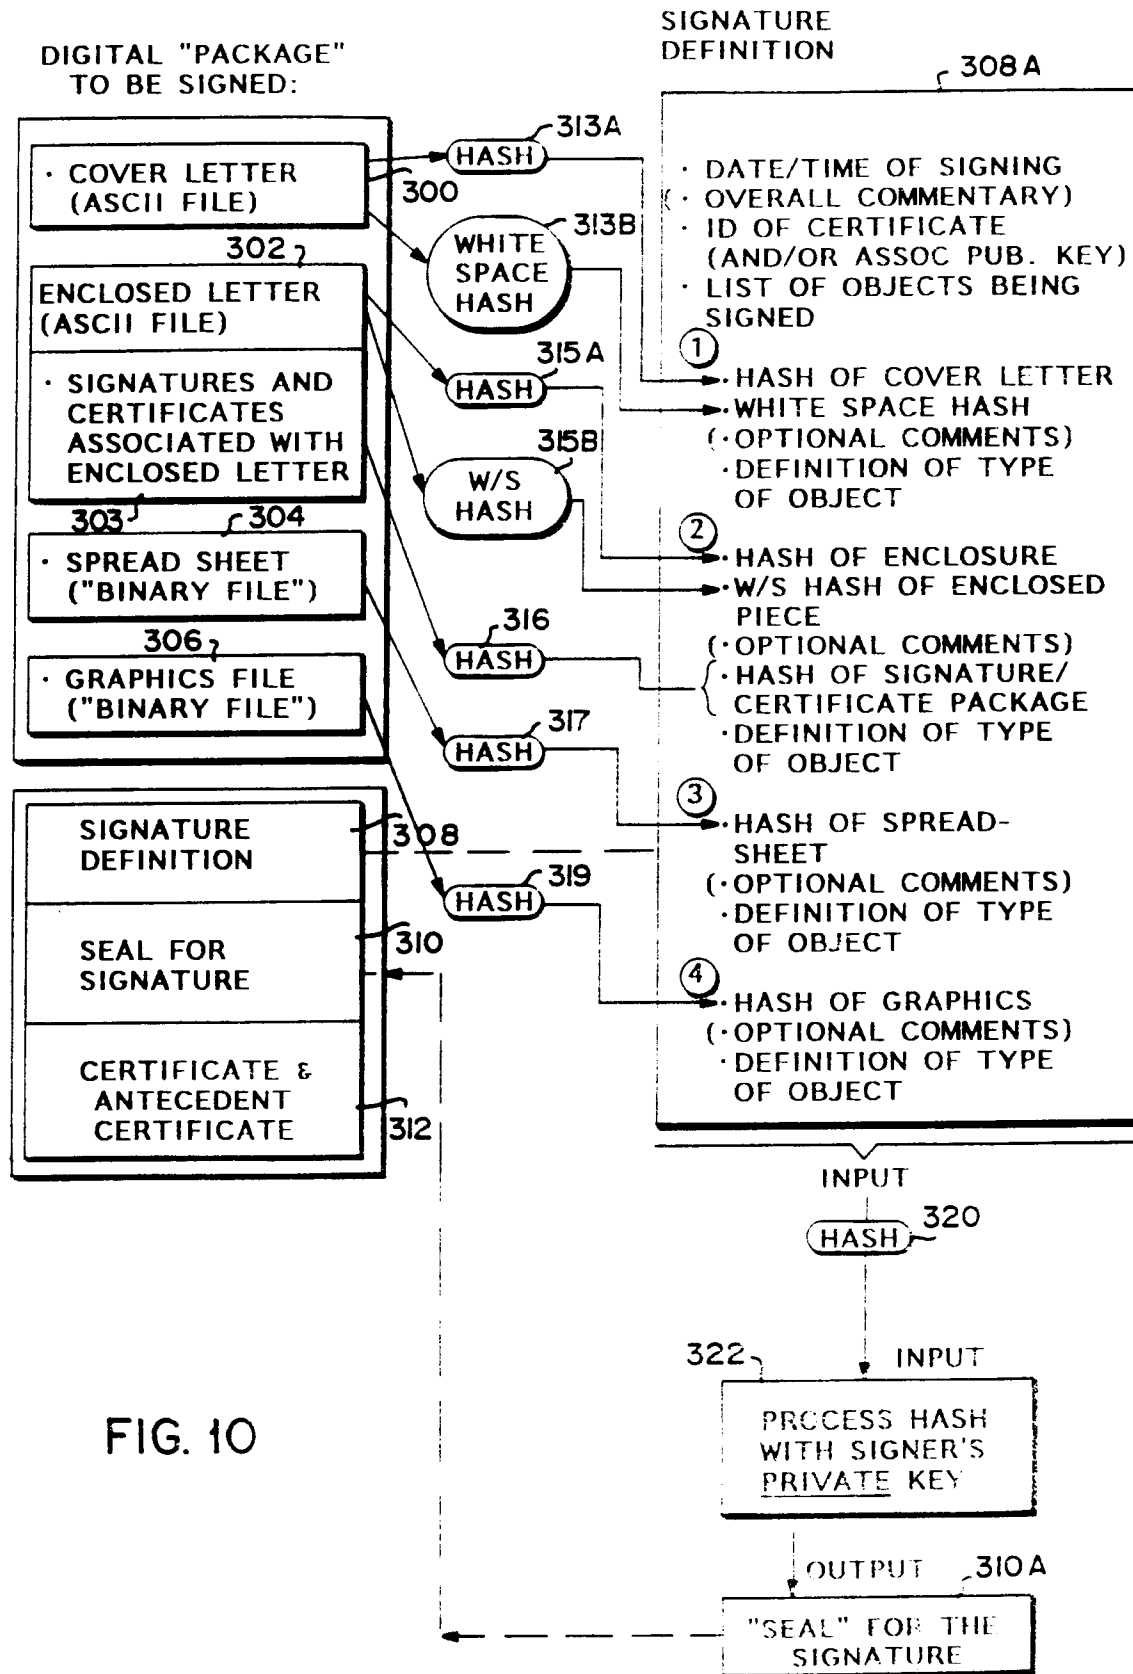 DIGITAL "PACKAGE"
TO BE SIGNED:
· COVER LETTER
(ASCII FILE)
300
302
ENCLOSED LETTER
(ASCII FILE)
· SIGNATURES AND
CERTIFICATES
ASSOCIATED WITH
ENCLOSED LETTER
303
304
· SPREAD SHEET
("BINARY FILE")
306
· GRAPHICS FILE
("BINARY FILE")
SIGNATURE
DEFINITION
308
SEAL FOR
SIGNATURE
310
CERTIFICATE &
ANTECEDENT
CERTIFICATE
312
HASH
313A
WHITE
SPACE
HASH
313B
HASH
315A
W/S
HASH
315B
HASH
316
HASH
317
HASH
319
SIGNATURE
DEFINITION
308A
· DATE/TIME OF SIGNING
(· OVERALL COMMENTARY)
· ID OF CERTIFICATE
(AND/OR ASSOC PUB. KEY)
· LIST OF OBJECTS BEING
SIGNED
1
· HASH OF COVER LETTER
· WHITE SPACE HASH
(· OPTIONAL COMMENTS)
· DEFINITION OF TYPE
OF OBJECT
2
· HASH OF ENCLOSURE
· W/S HASH OF ENCLOSED
PIECE
(· OPTIONAL COMMENTS)
· HASH OF SIGNATURE/
CERTIFICATE PACKAGE
· DEFINITION OF TYPE
OF OBJECT
3
· HASH OF SPREAD-
SHEET
(· OPTIONAL COMMENTS)
· DEFINITION OF TYPE
OF OBJECT
4
· HASH OF GRAPHICS
(· OPTIONAL COMMENTS)
· DEFINITION OF TYPE
OF OBJECT
INPUT
HASH
320
322
INPUT
PROCESS HASH
WITH SIGNER'S
PRIVATE KEY
OUTPUT
310A
"SEAL" FOR THE
SIGNATURE
FIG. 10